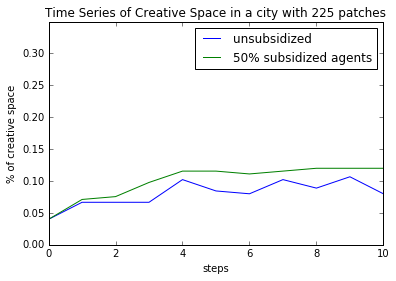 Time Series of Creative Space in a city with 225 patches
unsubsidized
50% subsidized agents
% of creative space
0.30
0.25
0.20
0.15
0.10
0.05
0.00
0 2 4 6 8 10
steps